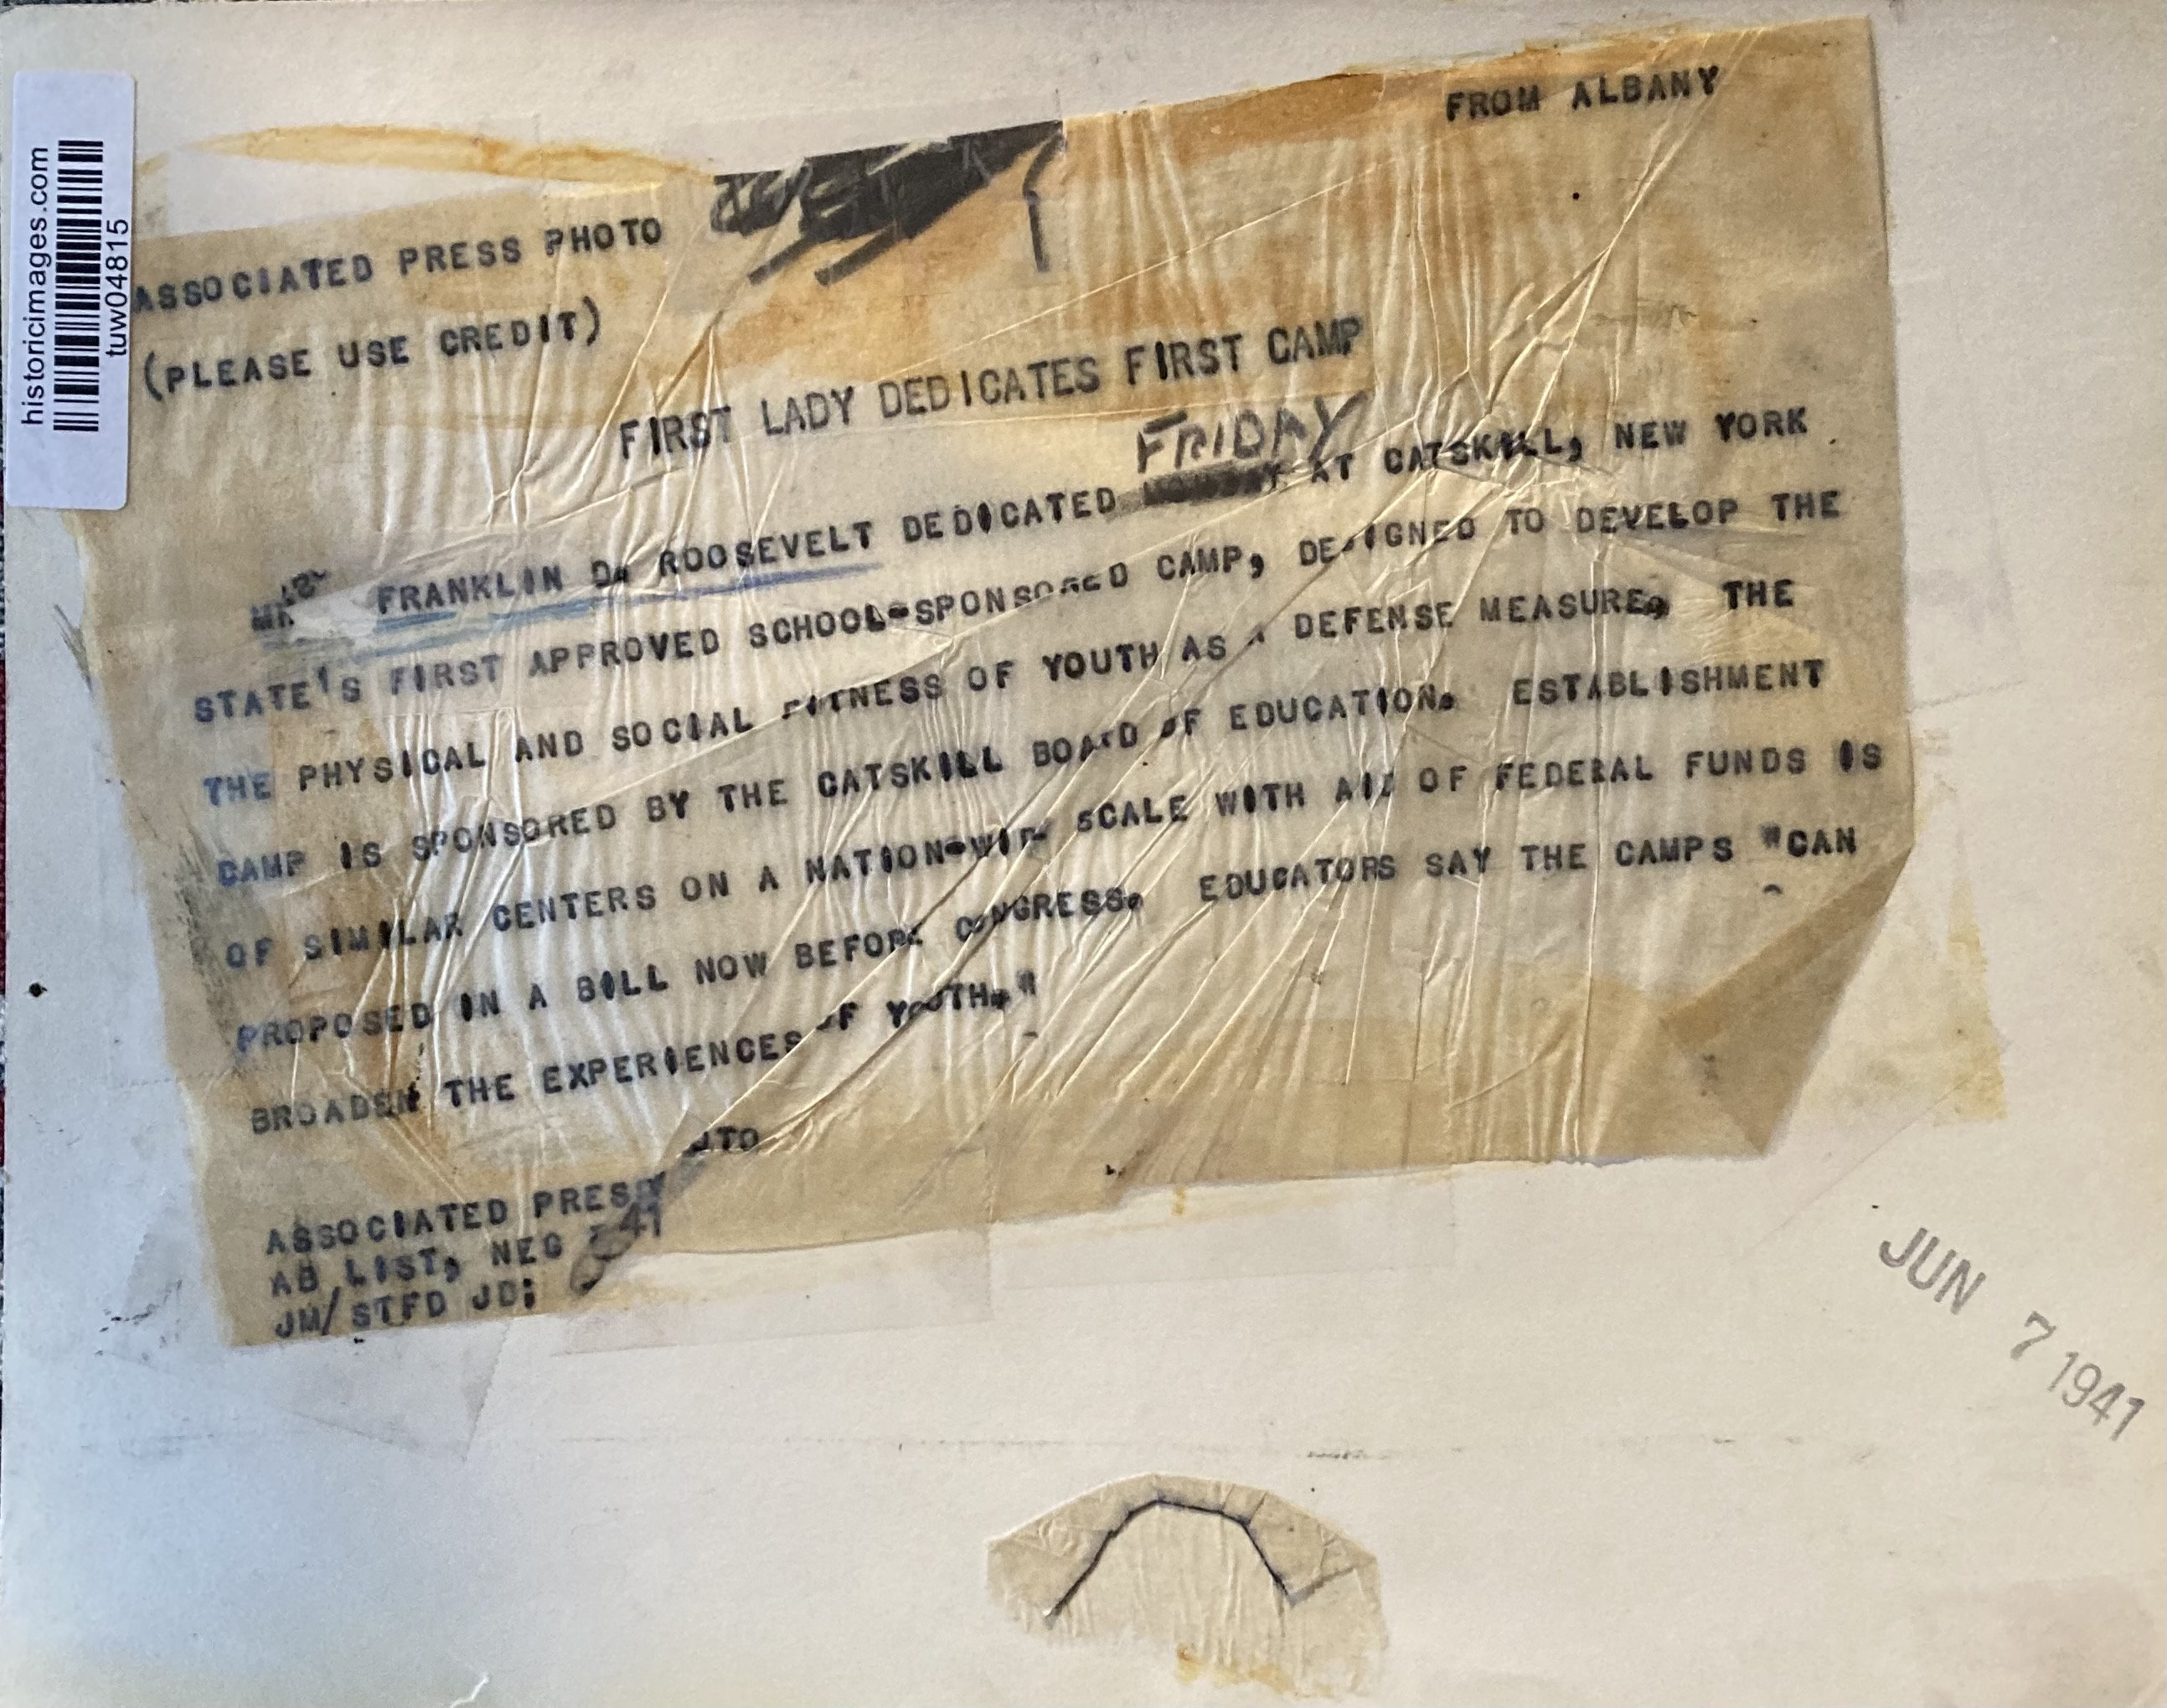 historicimages.com
tuw04815
FROM ALBANY
ASSOCIATED PRESS PHOTO
(PLEASE USE CREDIT)
FIRST LADY DEDICATES FIRST CAMP
FRIDAY
MRS. FRANKLIN D. ROOSEVELT DEDICATED AT CATSKILL, NEW YORK
STATE'S FIRST APPROVED SCHOOL-SPONSORED CAMP, DESIGNED TO DEVELOP THE
THE PHYSICAL AND SOCIAL FITNESS OF YOUTH AS A DEFENSE MEASURE. THE
CAMP IS SPONSORED BY THE CATSKILL BOARD OF EDUCATION. ESTABLISHMENT
OF SIMILAR CENTERS ON A NATION-WIDE SCALE WITH AID OF FEDERAL FUNDS IS
PROPOSED IN A BILL NOW BEFORE CONGRESS. EDUCATORS SAY THE CAMPS "CAN
BROADEN THE EXPERIENCES OF YOUTH."
ASSOCIATED PRESS
AB LIST, NEG 41
JM/STFD JD;
JUN 7 1941